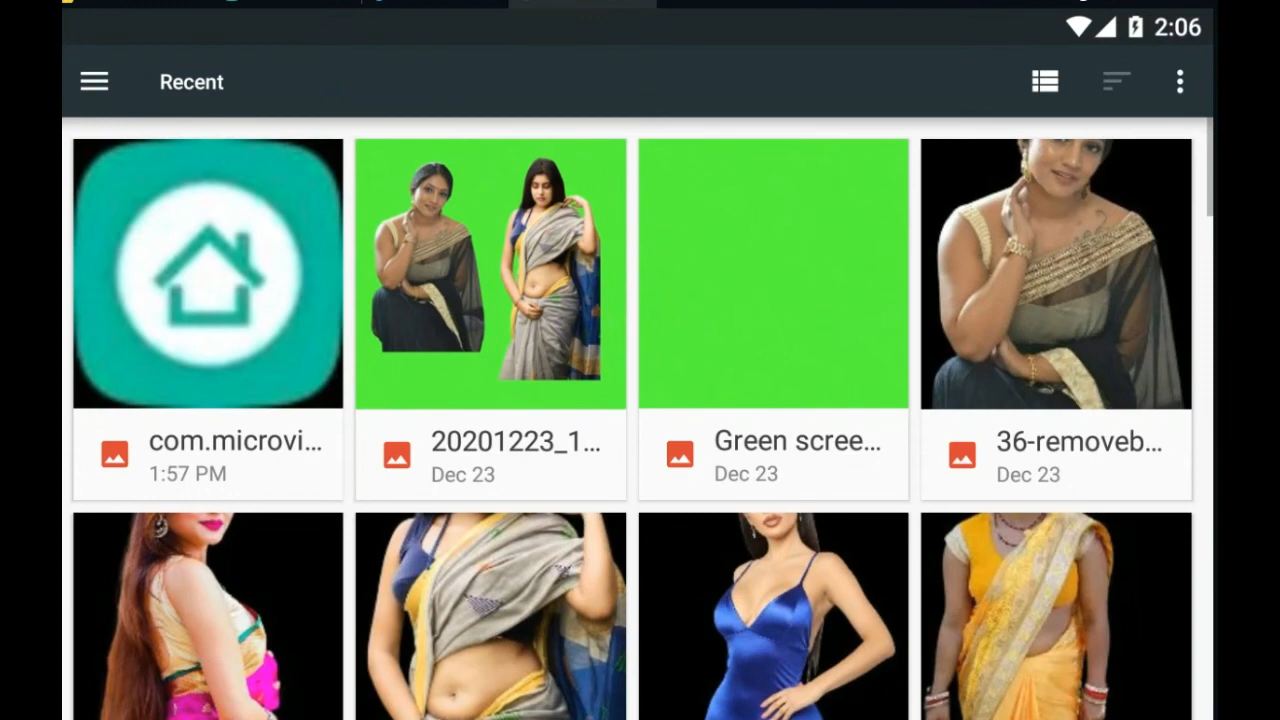 2:06
Recent
com.microvi...
1:57 PM
20201223_1...
Dec 23
Green scree...
Dec 23
36-removeb...
Dec 23